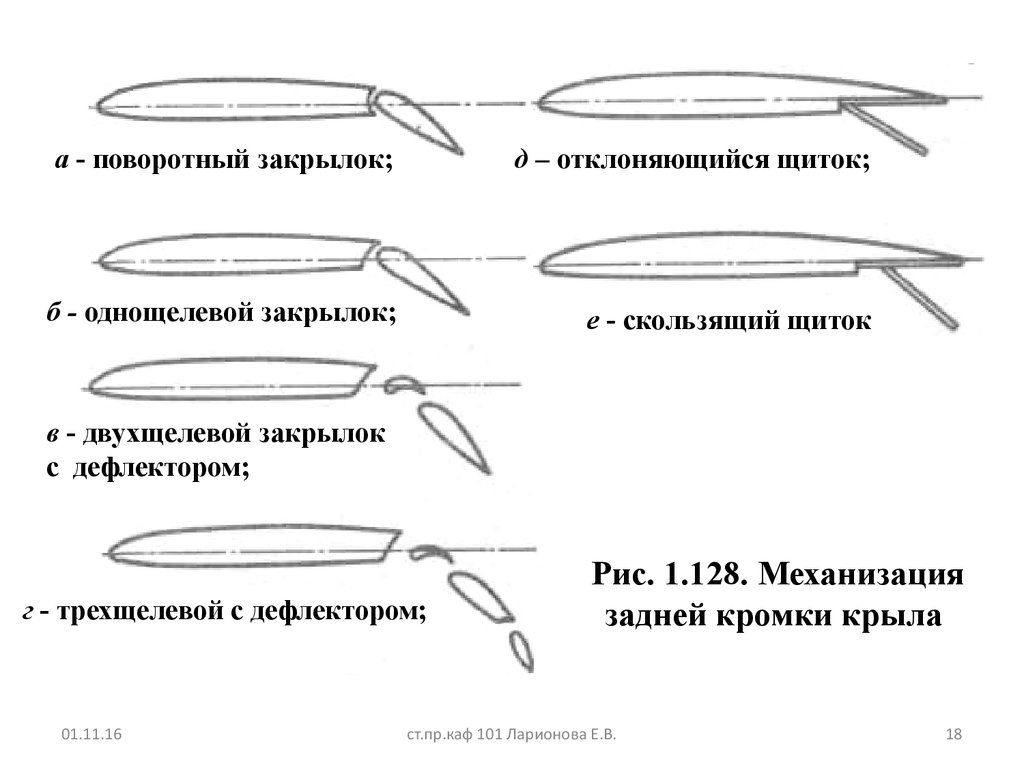 а - поворотный закрылок;
д – отклоняющийся щиток;
б - однощелевой закрылок;
е - скользящий щиток
в - двухщелевой закрылок
с дефлектором;
г - трехщелевой с дефлектором;
Рис. 1.128. Механизация
задней кромки крыла
01.11.16
ст.пр.каф 101 Ларионова Е.В.
18